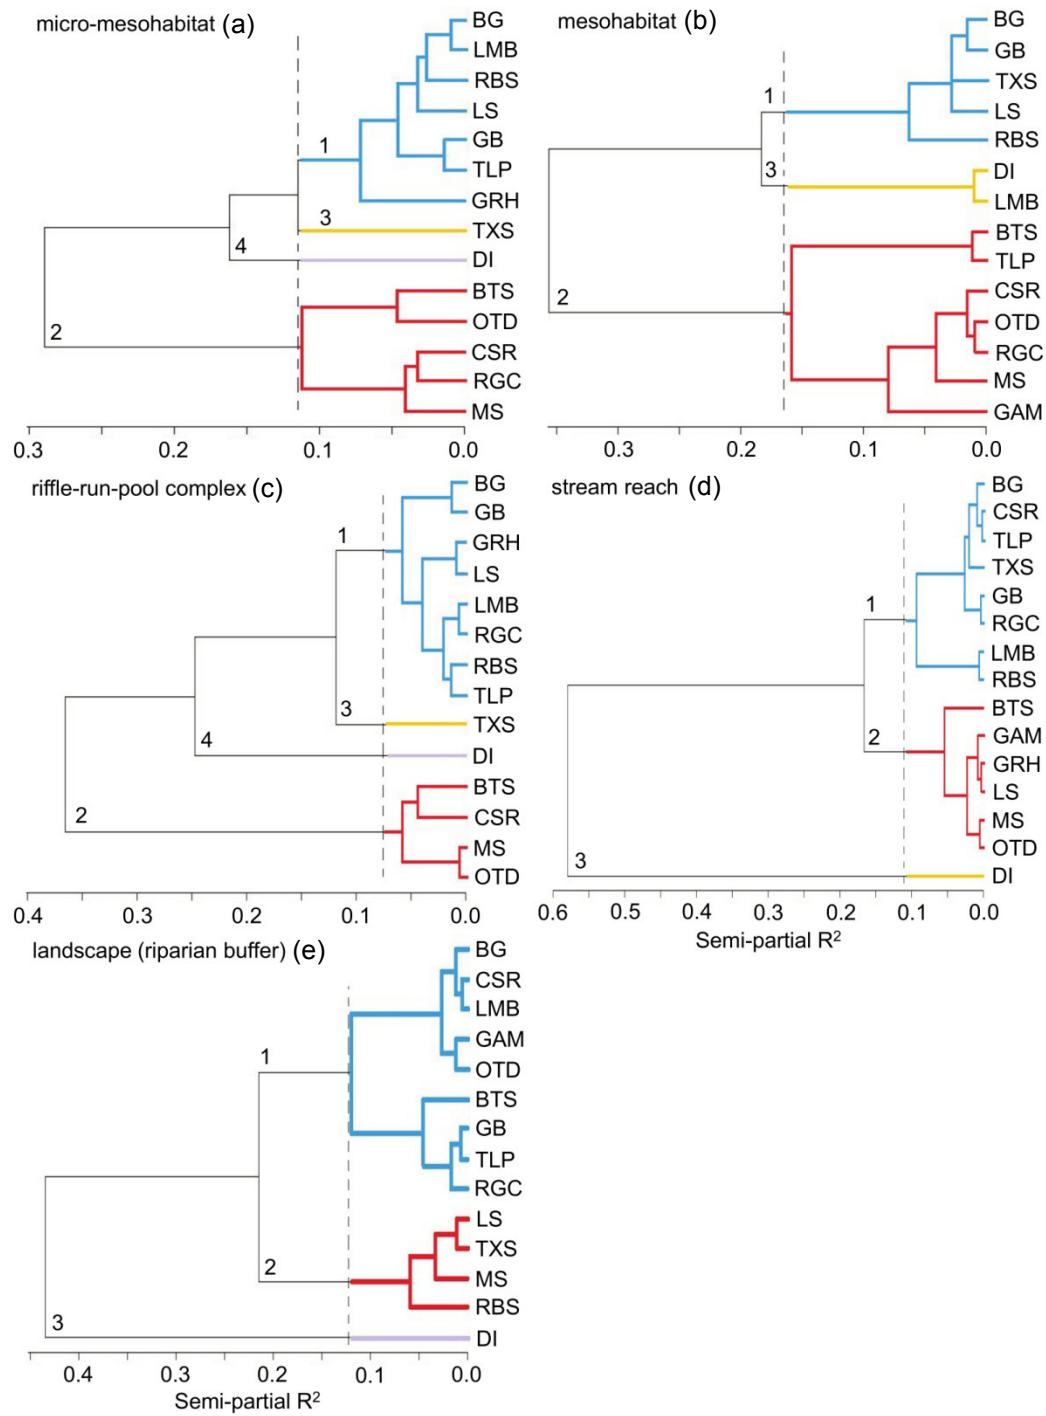 micro-mesohabitat (a)
BG
LMB
RBS
LS
GB
TLP
GRH
TXS
DI
BTS
OTD
CSR
RGC
MS
1
3
4
2
0.3 0.2 0.1 0.0
mesohabitat (b)
BG
GB
TXS
LS
RBS
DI
LMB
BTS
TLP
CSR
OTD
RGC
MS
GAM
1
3
2
0.3 0.2 0.1 0.0
riffle-run-pool complex (c)
BG
GB
GRH
LS
LMB
RGC
RBS
TLP
TXS
DI
BTS
CSR
MS
OTD
1
3
4
2
0.4 0.3 0.2 0.1 0.0
stream reach (d)
BG
CSR
TLP
TXS
GB
RGC
LMB
RBS
BTS
GAM
GRH
LS
MS
OTD
DI
1
2
3
0.6 0.5 0.4 0.3 0.2 0.1 0.0
Semi-partial R²
landscape (riparian buffer) (e)
BG
CSR
LMB
GAM
OTD
BTS
GB
TLP
RGC
LS
TXS
MS
RBS
DI
1
2
3
0.4 0.3 0.2 0.1 0.0
Semi-partial R²